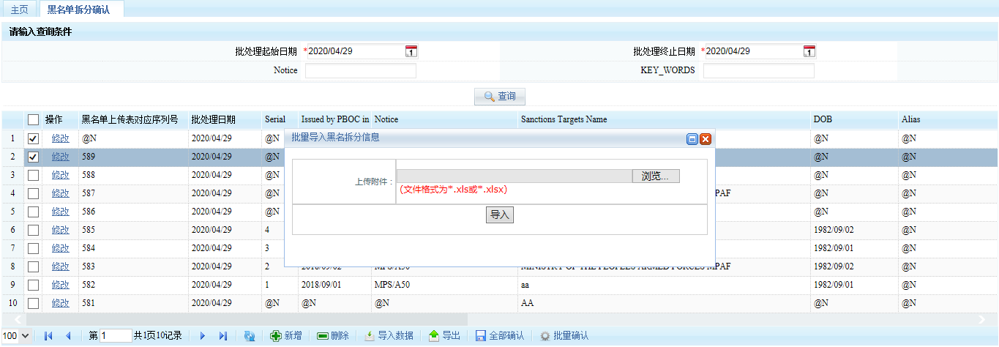 主页 黑名单拆分确认
请输入查询条件
批处理起始日期 *2020/04/29 批处理终止日期 *2020/04/29
Notice KEY_WORDS
查询
操作 黑名单上传表对应序列号 批处理日期 Serial Issued by PBOC in Notice Sanctions Targets Name DOB Alias
1 修改 @N 2020/04/29 @N @N @N
批量导入黑名拆分信息
2 修改 589 2020/04/29 @N @N @N
3 修改 588 2020/04/29 @N @N @N
上传附件： 浏览...
(文件格式为*.xls或*.xlsx)
4 修改 587 2020/04/29 @N MPAF @N @N
5 修改 586 2020/04/29 @N @N @N
导入
6 修改 585 2020/04/29 4 1982/09/02 @N
7 修改 584 2020/04/29 3 1982/09/01 @N
8 修改 583 2020/04/29 2 2018/09/02 MPS/A50 MINISTRY OF THE PEOPLES ARMED FORCES MPAF 1982/09/02 @N
9 修改 582 2020/04/29 1 2018/09/01 MPS/A50 aa 1982/09/01 @N
10 修改 581 2020/04/29 @N @N @N AA @N @N
100 第 1 共1页10记录 新增 删除 导入数据 导出 全部确认 批量确认